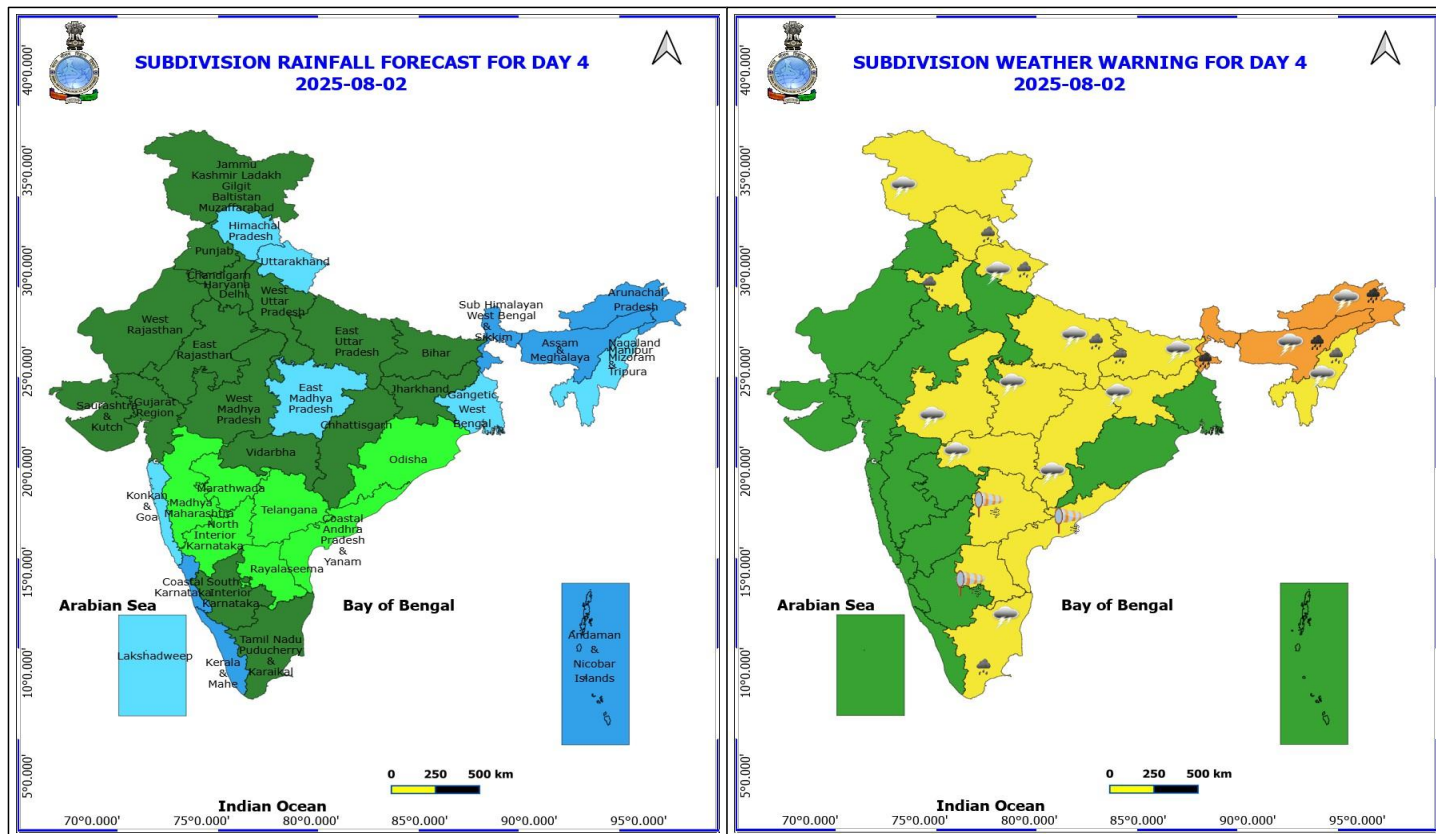 SUBDIVISION RAINFALL FORECAST FOR DAY 4
2025-08-02
40°0.000'
35°0.000'
30°0.000'
25°0.000'
20°0.000'
15°0.000'
10°0.000'
5°0.000'
Jammu
Kashmir Ladakh
Gilgit
Baltistan
Muzaffarabad
Himachal
Pradesh
Punjab
Uttarakhand
Chandigarh
Haryana
Delhi
West
Uttar
Pradesh
West
Rajasthan
East
Rajasthan
East
Uttar
Pradesh
Bihar
Sub Himalayan
West Bengal
&
Sikkim
Arunachal
Pradesh
Assam
&
Meghalaya
Nagaland
Manipur
Mizoram
&
Tripura
Saurashtra
&
Kutch
Gujarat
Region
West
Madhya
Pradesh
East
Madhya
Pradesh
Jharkhand
Gangetic
West
Bengal
Chhattisgarh
Vidarbha
Odisha
Konkan
&
Goa
Marathwada
Madhya
Maharashtra
North
Interior
Karnataka
Telangana
Coastal
Andhra
Pradesh
&
Yanam
Rayalaseema
Coastal
Karnataka
South
Interior
Karnataka
Arabian Sea
Bay of Bengal
Lakshadweep
Kerala
&
Mahe
Tamil Nadu
Puducherry
&
Karaikal
Andaman
&
Nicobar
Islands
0 250 500 km
Indian Ocean
70°0.000' 75°0.000' 80°0.000' 85°0.000' 90°0.000' 95°0.000'
SUBDIVISION WEATHER WARNING FOR DAY 4
2025-08-02
40°0.000'
35°0.000'
30°0.000'
25°0.000'
20°0.000'
15°0.000'
10°0.000'
5°0.000'
Arabian Sea
Bay of Bengal
0 250 500 km
Indian Ocean
70°0.000' 75°0.000' 80°0.000' 85°0.000' 90°0.000' 95°0.000'